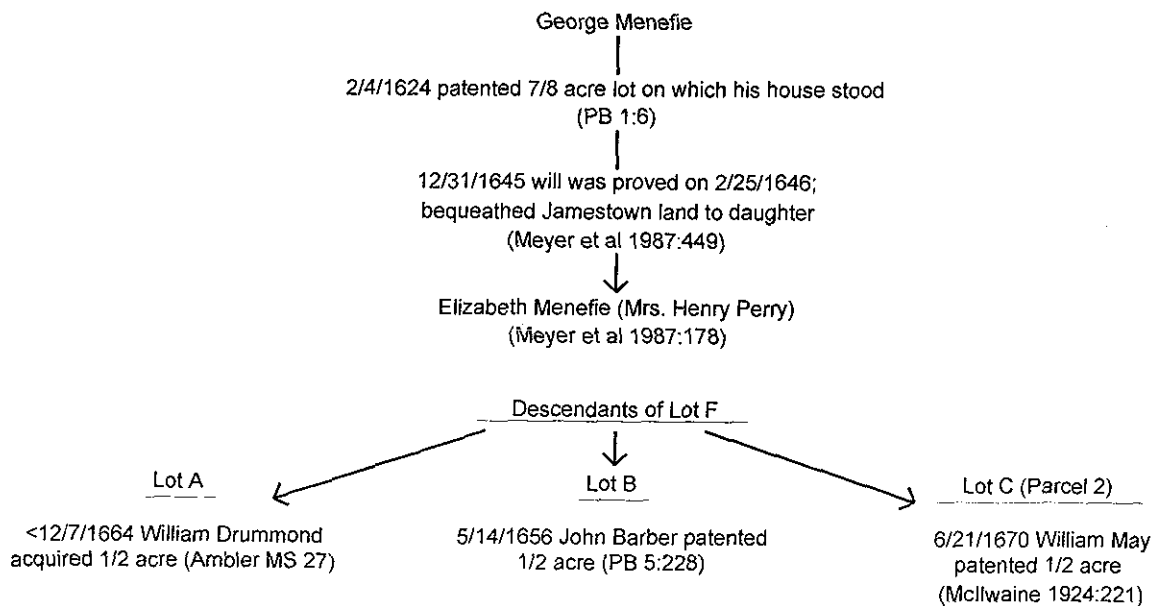 George Menefie
2/4/1624 patented 7/8 acre lot on which his house stood
(PB 1:6)
12/31/1645 will was proved on 2/25/1646;
bequeathed Jamestown land to daughter
(Meyer et al 1987:449)
Elizabeth Menefie (Mrs. Henry Perry)
(Meyer et al 1987:178)
Descendants of Lot F
Lot A
<12/7/1664 William Drummond
acquired 1/2 acre (Ambler MS 27)
Lot B
5/14/1656 John Barber patented
1/2 acre (PB 5:228)
Lot C (Parcel 2)
6/21/1670 William May
patented 1/2 acre
(McIlwaine 1924:221)